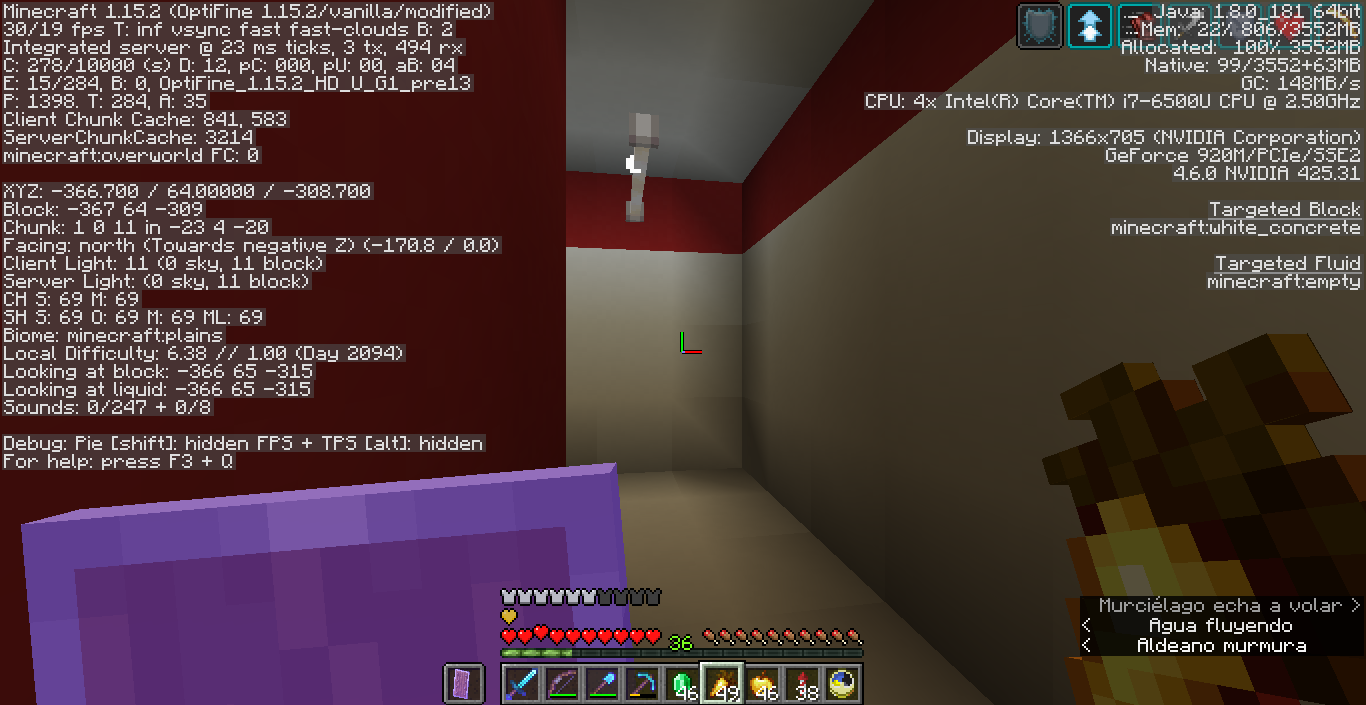 Minecraft 1.15.2 (OptiFine 1.15.2/vanilla/modified)
30/19 fps T: inf vsync fast fast-clouds B: 2
Integrated server @ 23 ms ticks, 3 tx, 494 rx
C: 278/10000 (s) D: 12, pC: 000, pU: 00, aB: 04
E: 15/284, B: 0, OptiFine_1.15.2_HD_U_G1_pre13
P: 1398. T: 284, A: 35
Client Chunk Cache: 841, 583
ServerChunkCache: 3214
minecraft:overworld FC: 0
XYZ: -366.700 / 64.00000 / -308.700
Block: -367 64 -309
Chunk: 1 0 11 in -23 4 -20
Facing: north (Towards negative Z) (-170.8 / 0.0)
Client Light: 11 (0 sky, 11 block)
Server Light: (0 sky, 11 block)
CH S: 69 M: 69
SH S: 69 O: 69 M: 69 ML: 69
Biome: minecraft:plains
Local Difficulty: 6.38 // 1.00 (Day 2094)
Looking at block: -366 65 -315
Looking at liquid: -366 65 -315
Sounds: 0/247 + 0/8
Debug: Pie [shift]: hidden FPS + TPS [alt]: hidden
For help: press F3 + Q
Java: 1.8.0_181 64bit
Mem: 22% 806/3552MB
Allocated: 100% 3552MB
Native: 99/3552+63MB
GC: 148MB/s
CPU: 4x Intel(R) Core(TM) i7-6500U CPU @ 2.50GHz
Display: 1366x705 (NVIDIA Corporation)
GeForce 920M/PCIe/SSE2
4.6.0 NVIDIA 425.31
Targeted Block
minecraft:white_concrete
Targeted Fluid
minecraft:empty
Murciélago echa a volar >
< Agua fluyendo
< Aldeano murmura
36
46 49 46 38